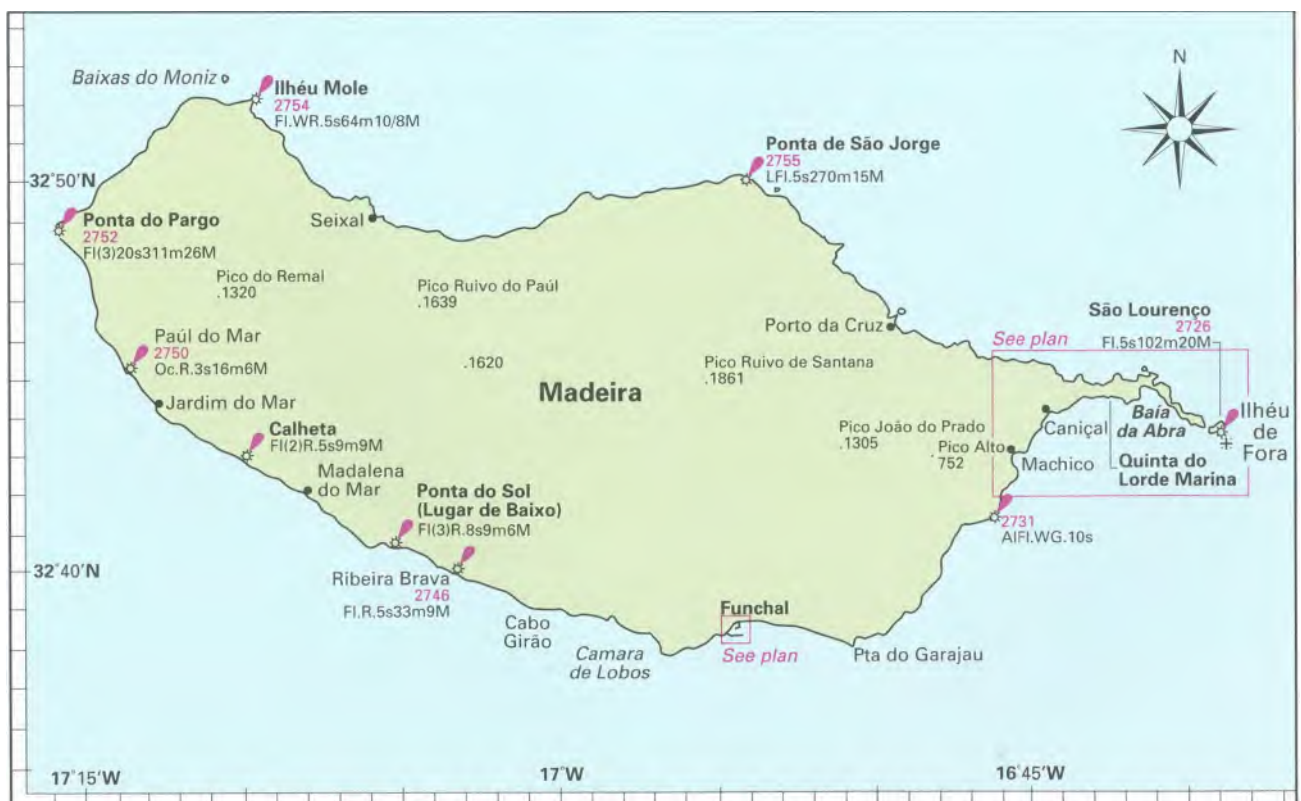 N
Baixas do Moniz
Ilhéu Mole
2754
Fl.WR.5s64m10/8M
Ponta de São Jorge
2755
LFl.5s270m15M
32°50'N
Ponta do Pargo
2752
Fl(3)20s311m26M
Seixal
Pico do Remal
.1320
Pico Ruivo do Paúl
.1639
Porto da Cruz
São Lourenço
2726
Fl.5s102m20M
See plan
Paúl do Mar
2750
Oc.R.3s16m6M
.1620
Pico Ruivo de Santana
.1861
Madeira
Jardim do Mar
Calheta
Fl(2)R.5s9m9M
Madalena
do Mar
Ponta do Sol
(Lugar de Baixo)
Fl(3)R.8s9m6M
Pico João do Prado
.1305
Pico Alto
.
752
Caniçal
Machico
Baía
da Abra
Ilhéu
de
Fora
Quinta do
Lorde Marina
2731
AlFl.WG.10s
32°40'N
Ribeira Brava
2746
Fl.R.5s33m9M
Cabo
Girão
Camara
de Lobos
Funchal
See plan
Pta do Garajau
17°15'W
17°W
16°45'W